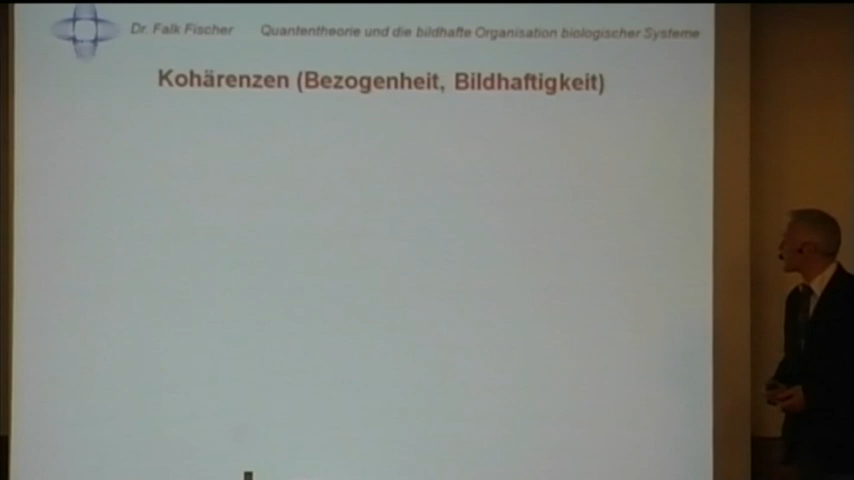 Dr. Falk Fischer Quantentheorie und die bildhafte Organisation biologischer Systeme
Kohärenzen (Bezogenheit, Bildhaftigkeit)